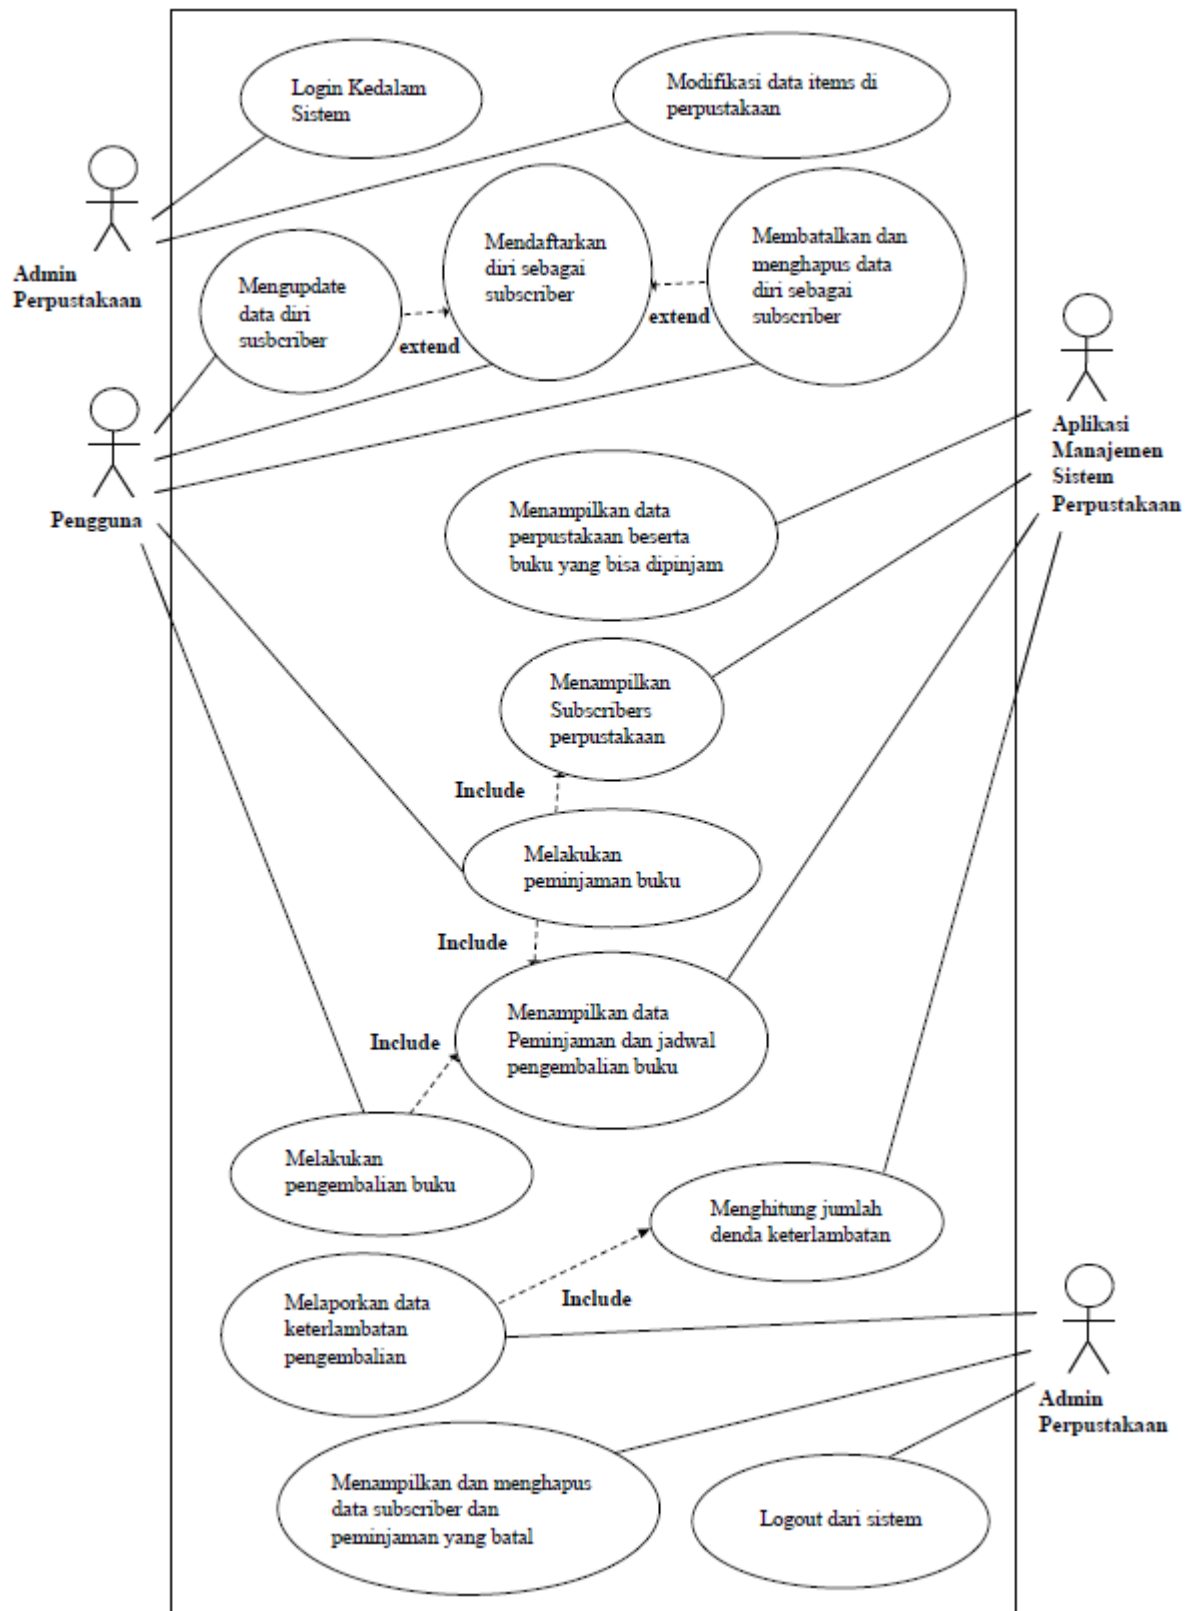 Login Kedalam
Sistem
Modifikasi data items di
perpustakaan
Admin
Perpustakaan
Mengupdate
data diri
susbcriber
extend
Mendaftarkan
diri sebagai
subscriber
extend
Membatalkan dan
menghapus data
diri sebagai
subscriber
Pengguna
Aplikasi
Manajemen
Sistem
Perpustakaan
Menampilkan data
perpustakaan beserta
buku yang bisa dipinjam
Menampilkan
Subscribers
perpustakaan
Include
Melakukan
peminjaman buku
Include
Menampilkan data
Peminjaman dan jadwal
pengembalian buku
Include
Melakukan
pengembalian buku
Menghitung jumlah
denda keterlambatan
Include
Melaporkan data
keterlambatan
pengembalian
Admin
Perpustakaan
Menampilkan dan menghapus
data subscriber dan
peminjaman yang batal
Logout dari sistem